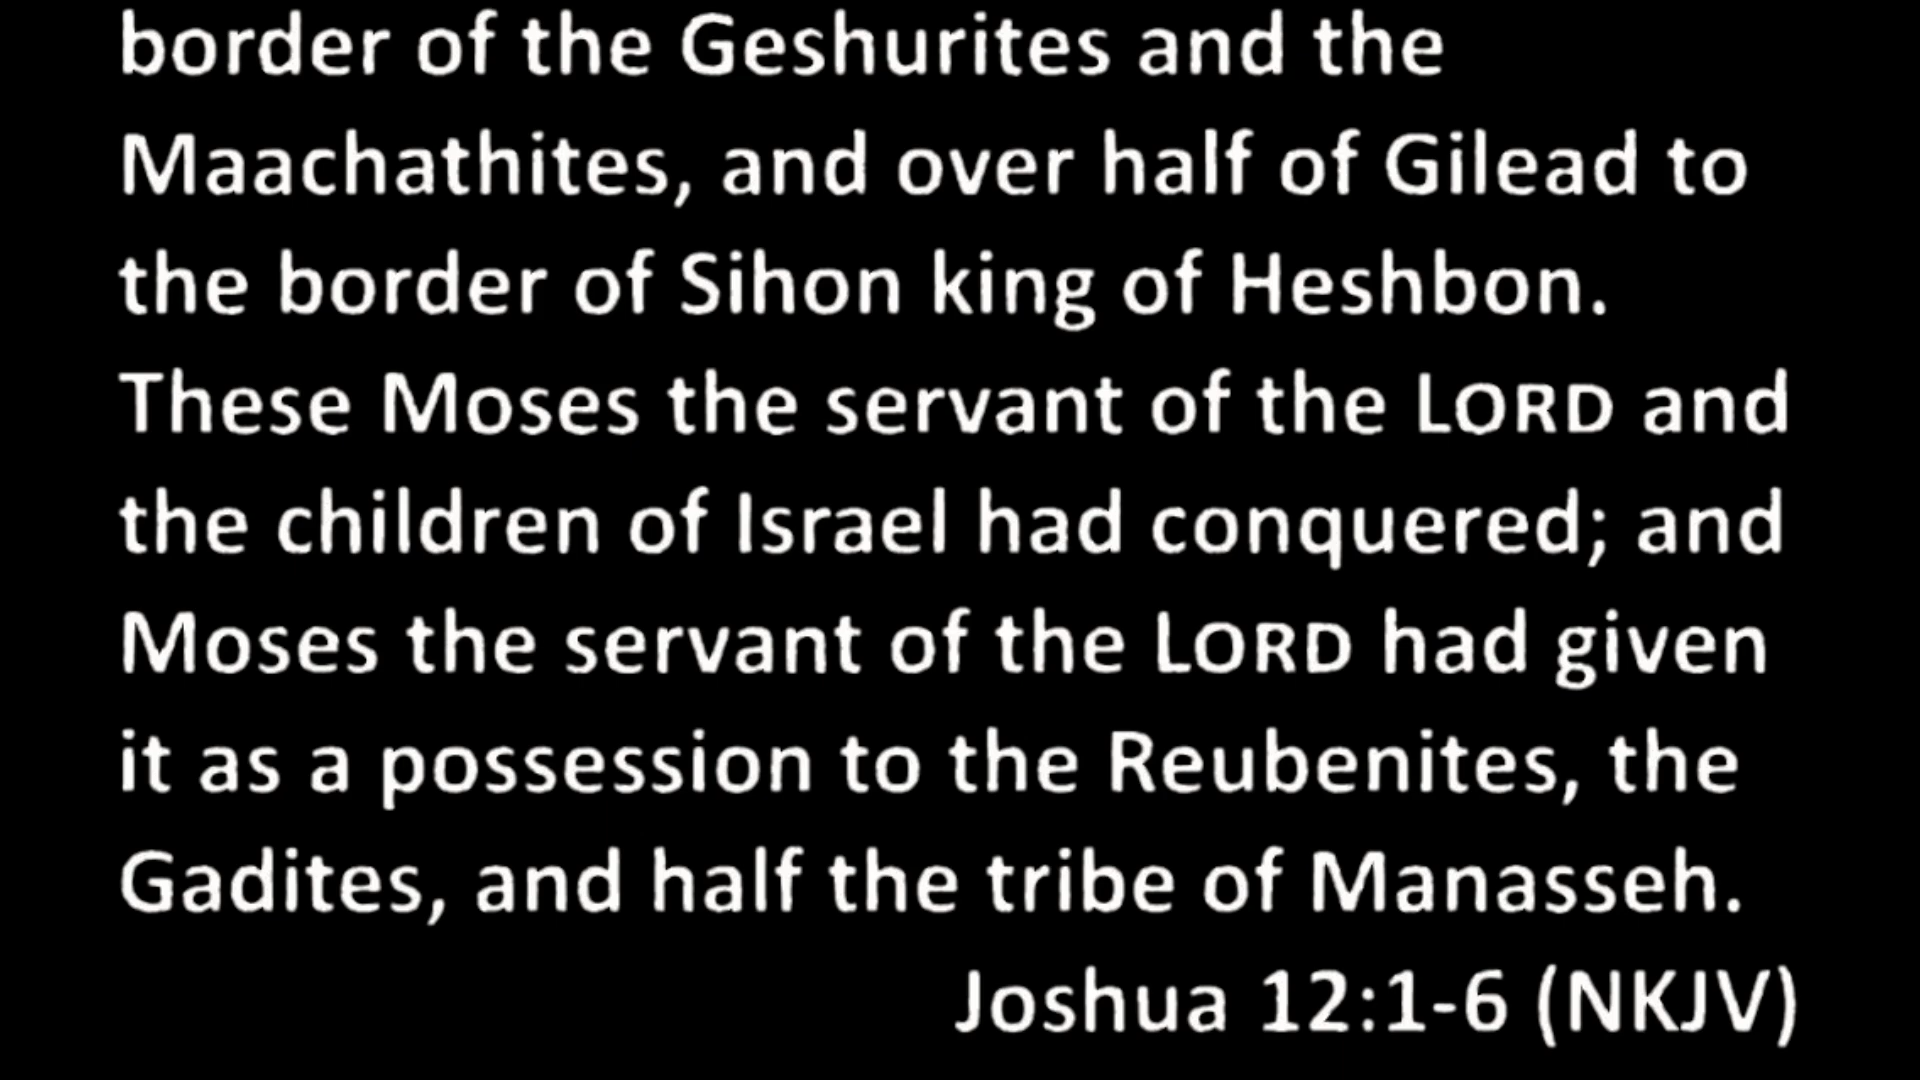 border of the Geshurites and the
Maachathites, and over half of Gilead to
the border of Sihon king of Heshbon.
These Moses the servant of the LORD and
the children of Israel had conquered; and
Moses the servant of the LORD had given
it as a possession to the Reubenites, the
Gadites, and half the tribe of Manasseh.
Joshua 12:1-6 (NKJV)